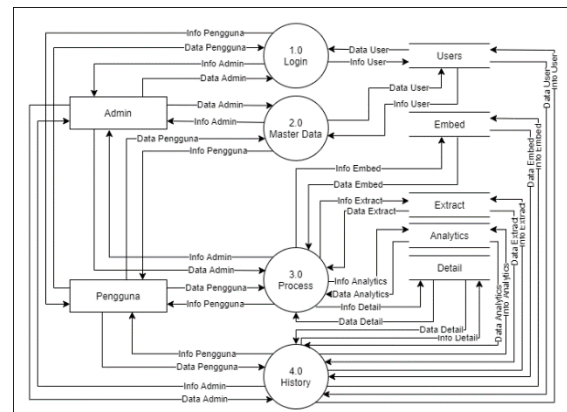 Info Pengguna
Data Pengguna
Info Admin
Data Admin
1.0
Login
Data User
Info User
Users
Admin
Data Admin
Info Admin
Data Pengguna
Info Pengguna
2.0
Master Data
Data User
Info User
Embed
Data User
Info User
Info Embed
Data Embed
Info Extract
Data Extract
Extract
Analytics
Detail
Data Embed
Info Embed
Data Extract
Info Extract
Info Admin
Data Admin
Pengguna
Data Pengguna
Info Pengguna
3.0
Process
Info Analytics
Data Analytics
Info Detail
Data Detail
Data Analytics
Info Analytics
Data Detail
Info Detail
Info Pengguna
Data Pengguna
Info Admin
Data Admin
4.0
History